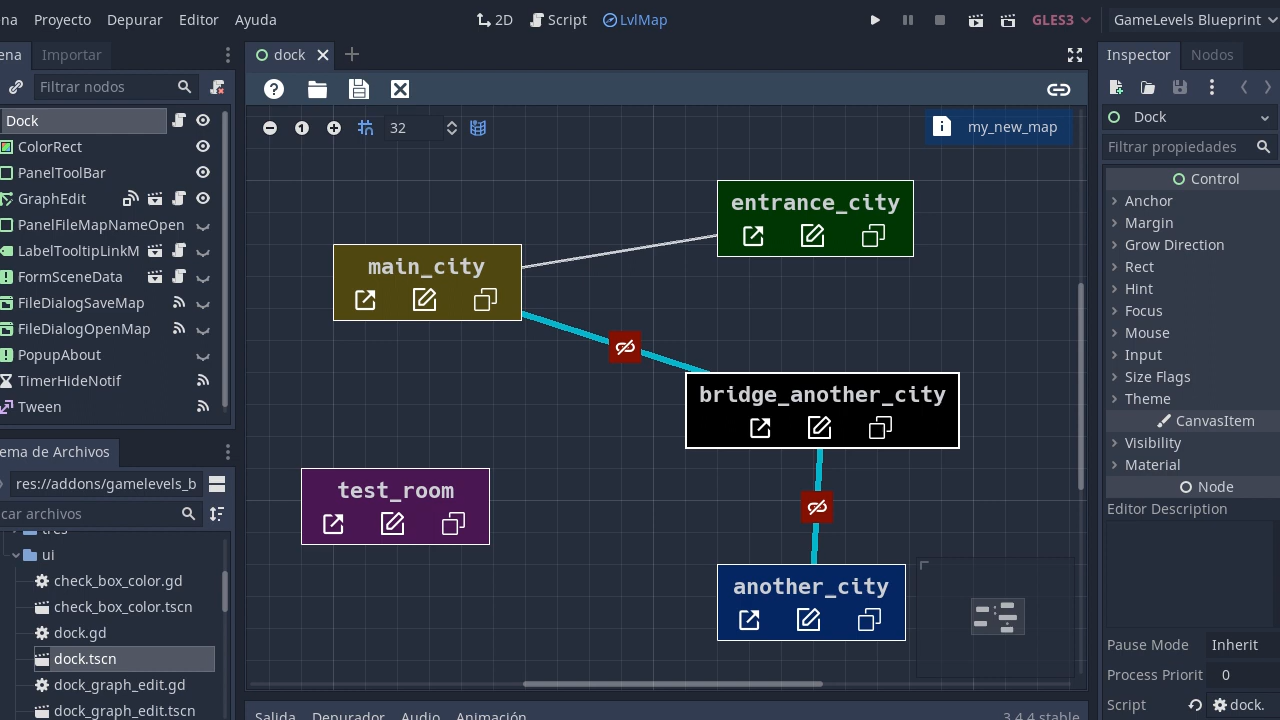 na Proyecto Depurar Editor Ayuda 2D Script LvlMap GLES3 GameLevels Blueprint
ena Importar
dock
Inspector Nodos
Filtrar nodos
Dock
ColorRect
PanelToolBar
GraphEdit
PanelFileMapNameOpen
LabelTooltipLinkM
FormSceneData
FileDialogSaveMap
FileDialogOpenMap
PopupAbout
TimerHideNotif
Tween
ema de Archivos
res://addons/gamelevels_b
car archivos
tres
ui
check_box_color.gd
check_box_color.tscn
dock.gd
dock.tscn
dock_graph_edit.gd
dock_graph_edit.tscn
1 32
my_new_map
entrance_city
main_city
bridge_another_city
test_room
another_city
Salida Depurador Audio Animación 3.4.4.stable
Dock
Filtrar propiedades
Control
Anchor
Margin
Grow Direction
Rect
Hint
Focus
Mouse
Input
Size Flags
Theme
CanvasItem
Visibility
Material
Node
Editor Description
Pause Mode Inherit
Process Priorit 0
Script dock.